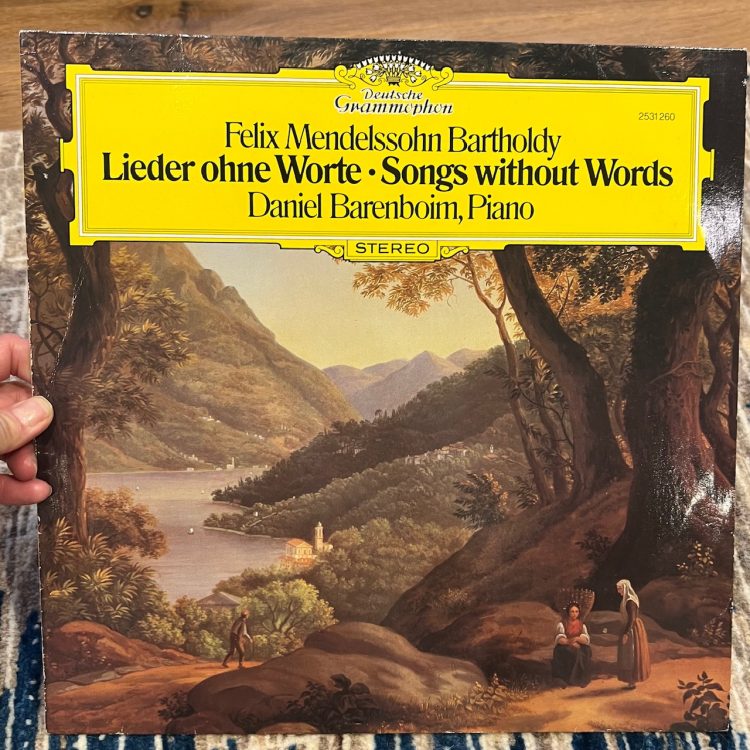 Deutsche
Grammophon
2531 260
Felix Mendelssohn Bartholdy
Lieder ohne Worte · Songs without Words
Daniel Barenboim, Piano
STEREO